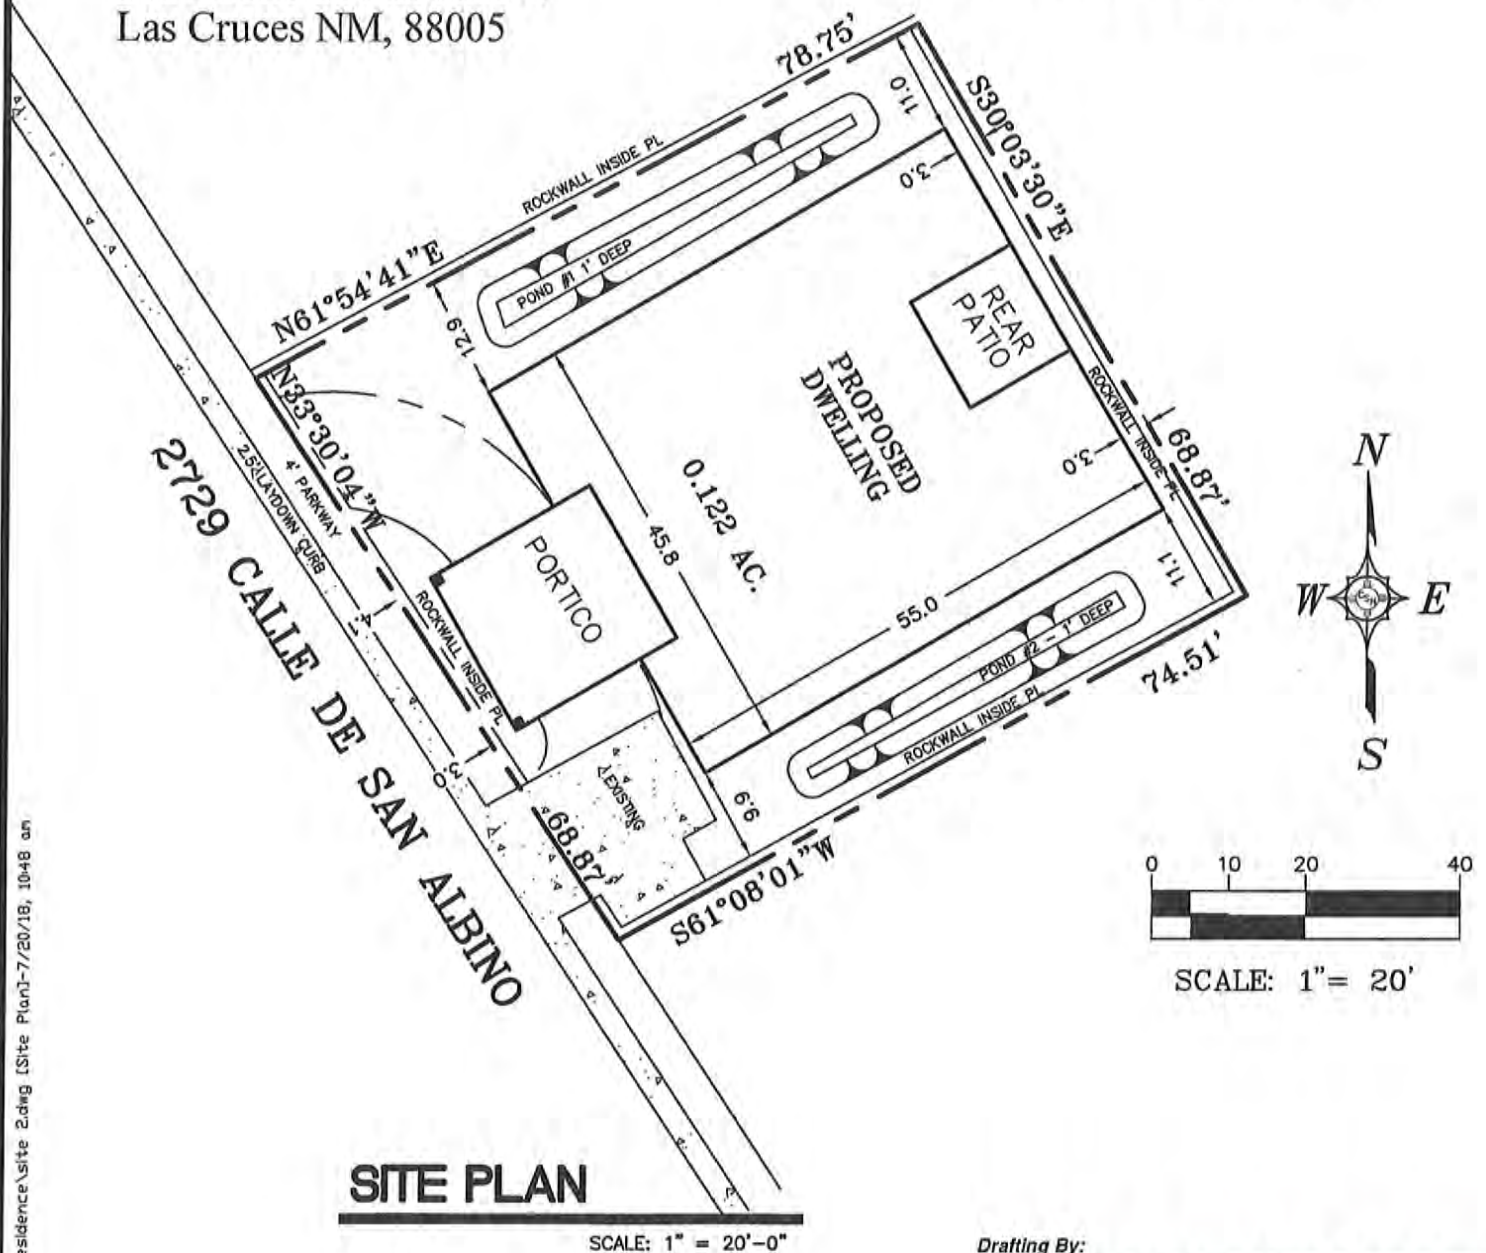 Las Cruces NM, 88005
78.75'
S30°03'30"E
11.0
3.0
ROCKWALL INSIDE PL
N61°54'41"E
POND #1 1' DEEP
12.9
REAR
PATIO
PROPOSED
DWELLING
ROCKWALL INSIDE PL
68.87'
3.0
N33°30'04"W
4' PARKWAY
2.5' LAYDOWN CURB
2729 CALLE DE SAN ALBINO
0.122 AC.
45.8
PORTICO
55.0
11.1
4.1
ROCKWALL INSIDE PL
3.0
POND #2 - 1' DEEP
ROCKWALL INSIDE PL
74.51'
EXISTING
9.9
68.87'
S61°08'01"W
N
W
E
S
0 10 20 40
SCALE: 1"= 20'
esidence\site 2.dwg [Site Plan]-7/20/18, 10:48 am
SITE PLAN
SCALE: 1" = 20'-0"
Drafting By: